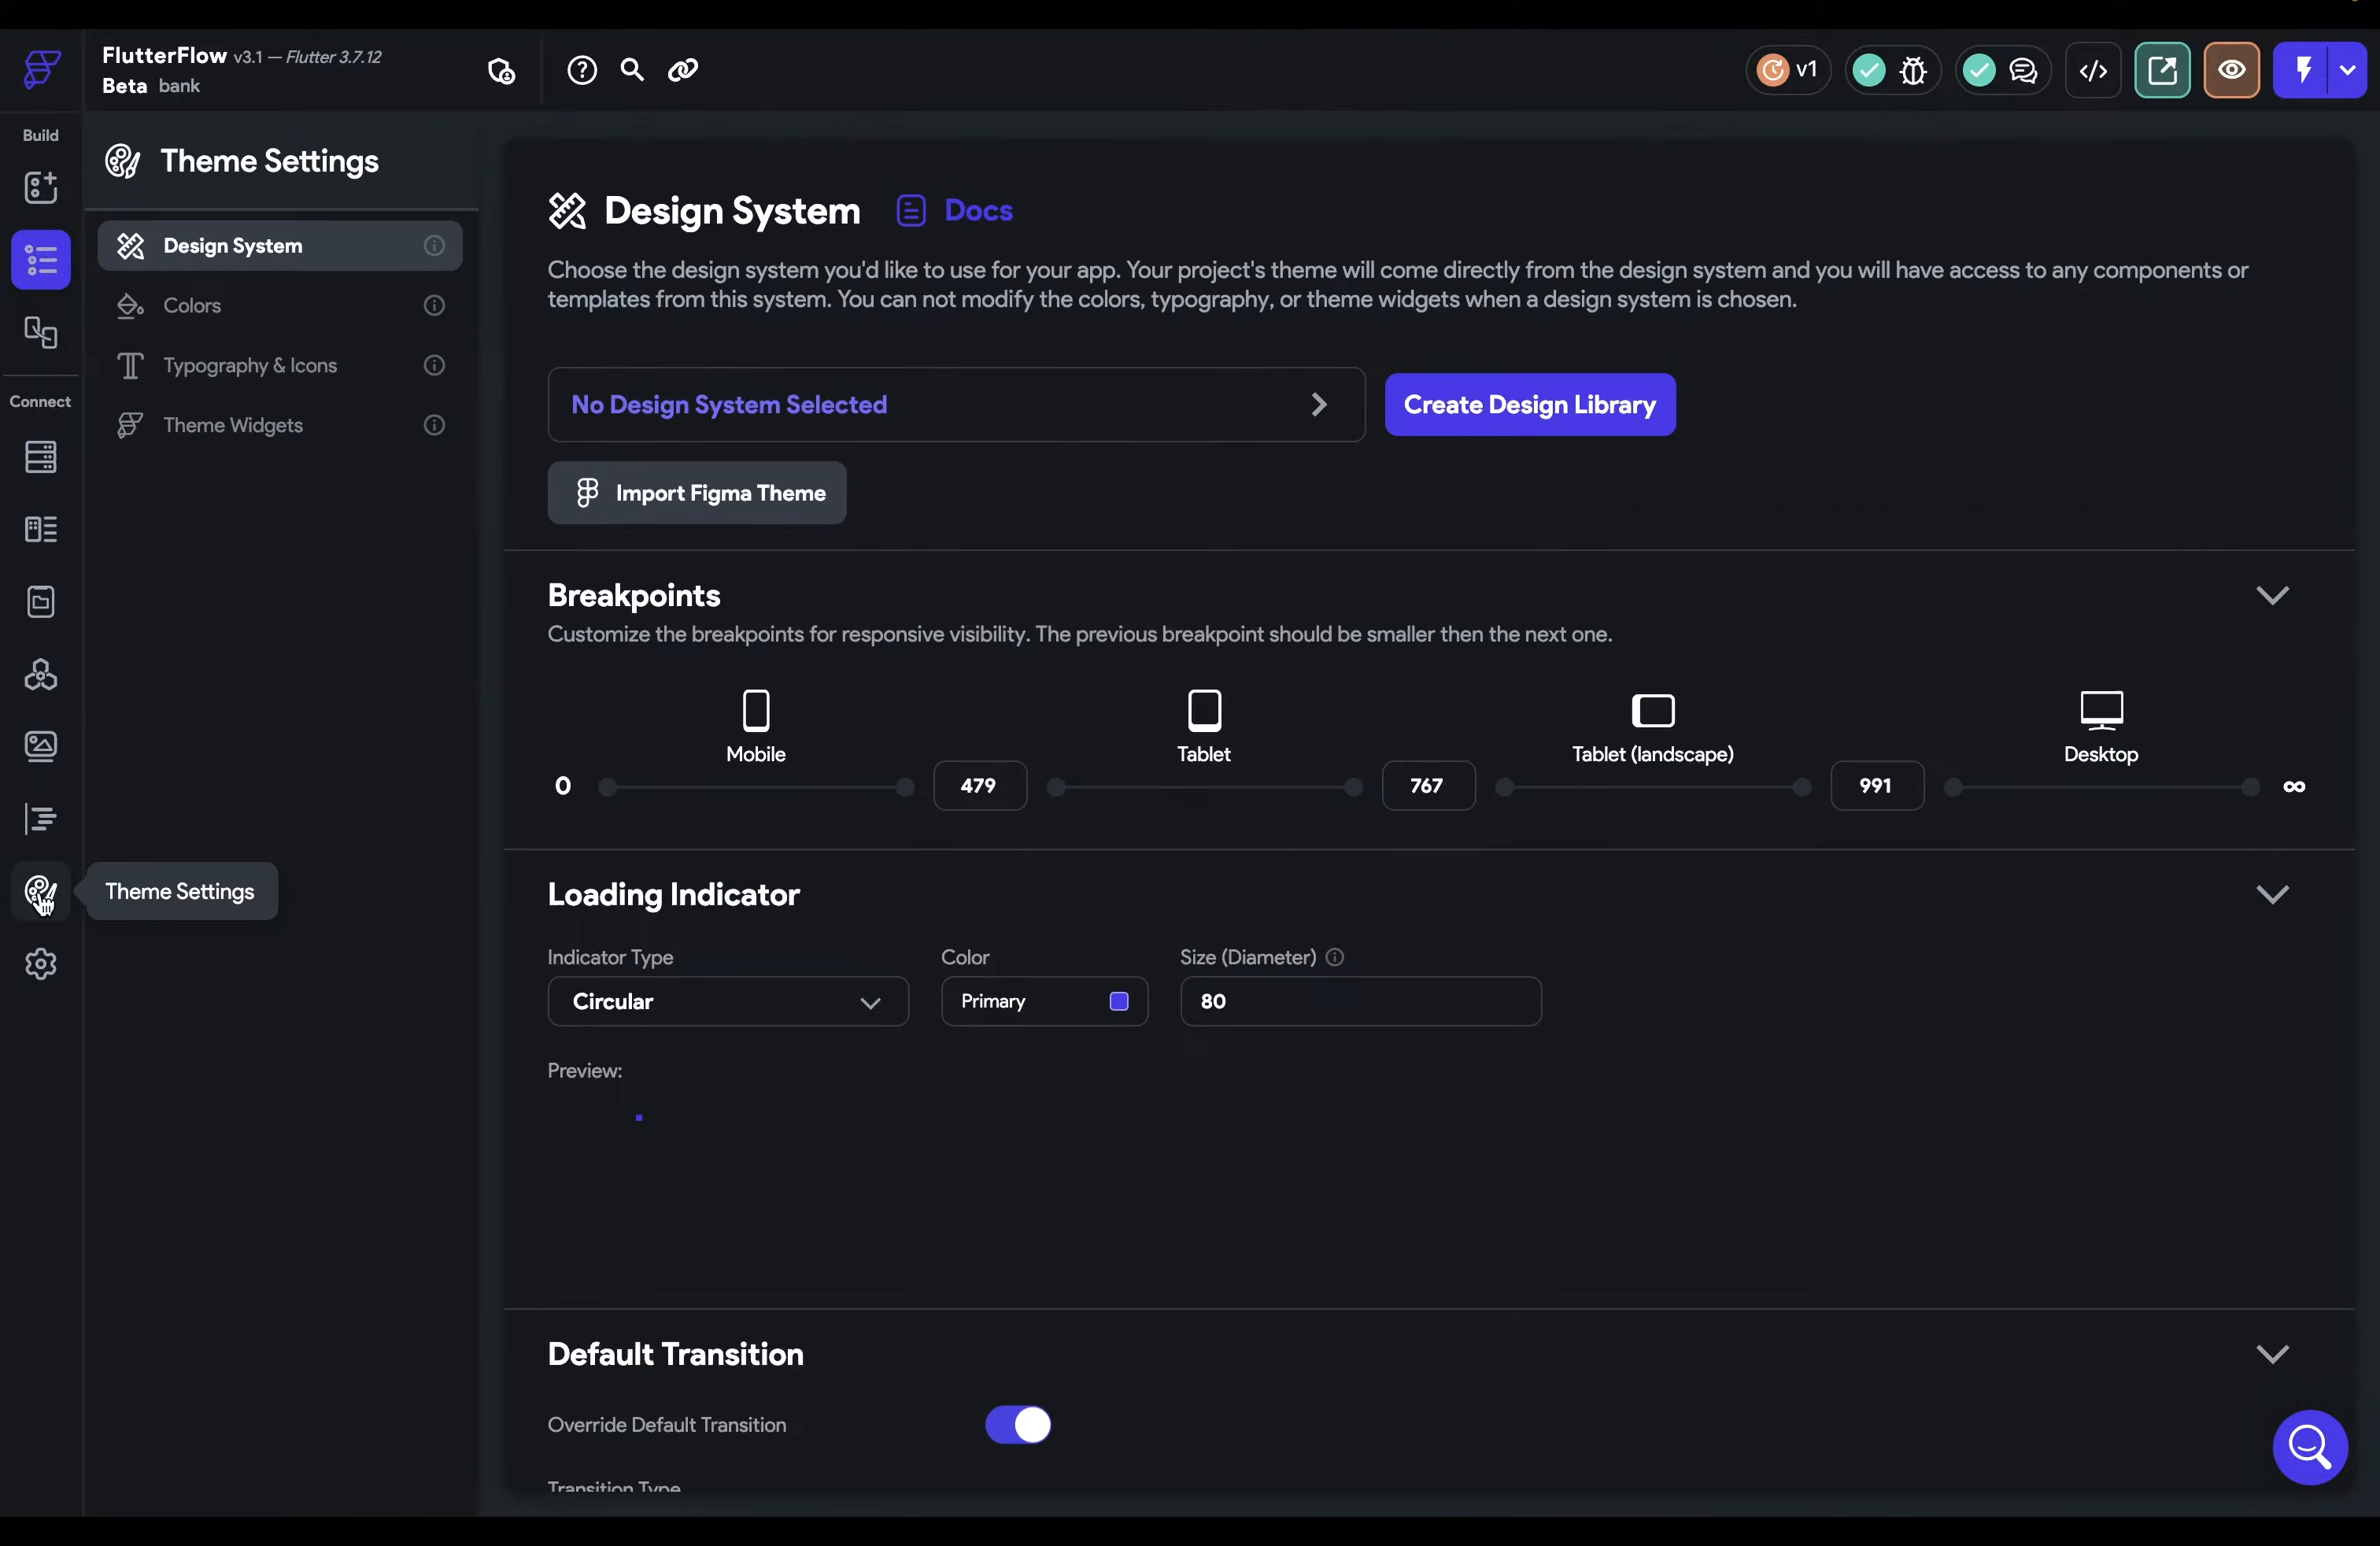 FlutterFlow v3.1 — Flutter 3.7.12
Beta bank
v1
Build
Connect
Theme Settings
Design System
Colors
Typography & Icons
Theme Widgets
Theme Settings
Design System Docs
Choose the design system you'd like to use for your app. Your project's theme will come directly from the design system and you will have access to any components or
templates from this system. You can not modify the colors, typography, or theme widgets when a design system is chosen.
No Design System Selected
Create Design Library
Import Figma Theme
Breakpoints
Customize the breakpoints for responsive visibility. The previous breakpoint should be smaller then the next one.
Mobile Tablet Tablet (landscape) Desktop
0 479 767 991 ∞
Loading Indicator
Indicator Type Color Size (Diameter)
Circular Primary 80
Preview:
Default Transition
Override Default Transition
Transition Type